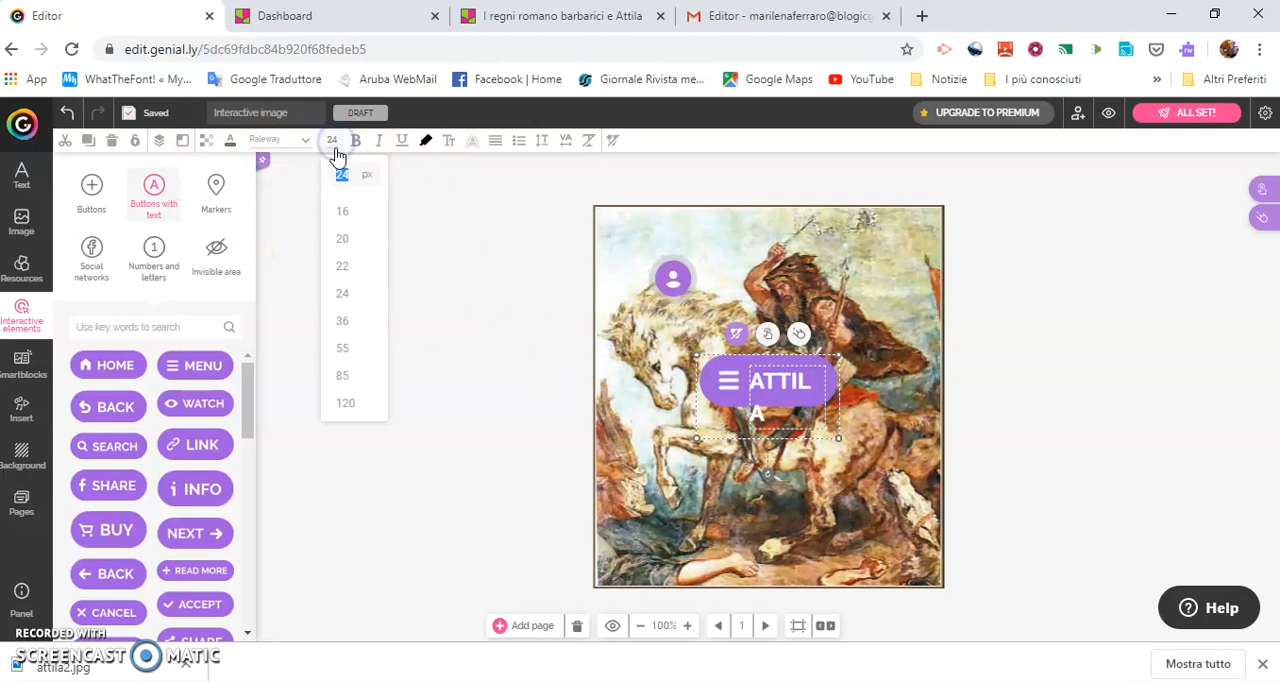 Editor
Dashboard
I regni romano barbarici e Attila
Editor - marilenaferraro@blogicg
edit.genial.ly/5dc69fdbc84b920f68fedeb5
App
WhatTheFont! « My...
Google Traduttore
Aruba WebMail
Facebook | Home
Giornale Rivista me...
Google Maps
YouTube
Notizie
I più conosciuti
»
Altri Preferiti
Saved
Interactive image
DRAFT
UPGRADE TO PREMIUM
ALL SET!
Raleway
24
Text
Image
Resources
Interactive elements
Smartblocks
Insert
Background
Pages
Panel
Buttons
Buttons with text
Markers
Social networks
Numbers and letters
Invisible area
Use key words to search
HOME
MENU
BACK
WATCH
SEARCH
LINK
SHARE
INFO
BUY
NEXT
BACK
READ MORE
CANCEL
ACCEPT
24 px
16
20
22
24
36
55
85
120
ATTIL
A
Add page
100%
1
Help
RECORDED WITH
SCREENCAST MATIC
attila2.jpg
Mostra tutto